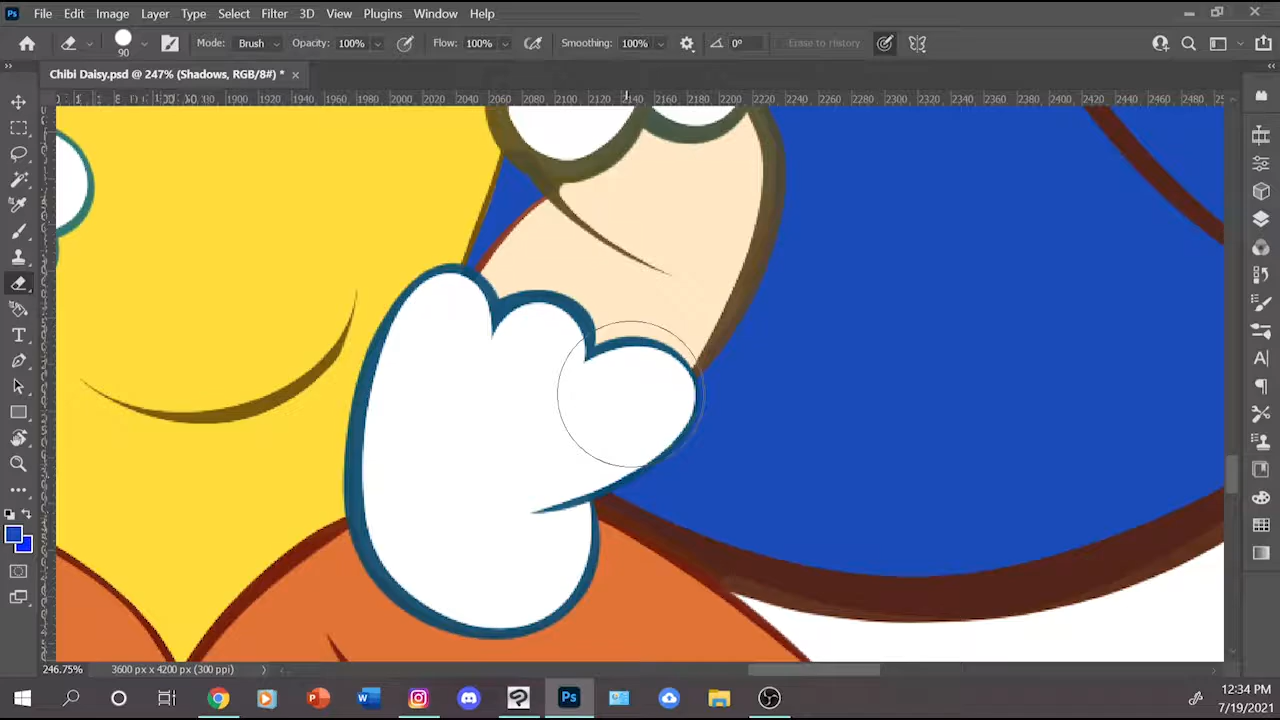 Ps File Edit Image Layer Type Select Filter 3D View Plugins Window Help
90 Mode: Brush Opacity: 100% Flow: 100% Smoothing: 100% 0° Erase to History
Chibi Daisy.psd @ 247% (Shadows, RGB/8#) * ×
1900 1920 1940 1960 1980 2000 2020 2040 2060 2080 2100 2120 2140 2160 2180 2200 2220 2240 2260 2280 2300 2320 2340 2360 2380 2400 2420 2440 2460 2480
246.75% 3600 px x 4200 px (300 ppi)
Ps
12:34 PM
7/19/2021